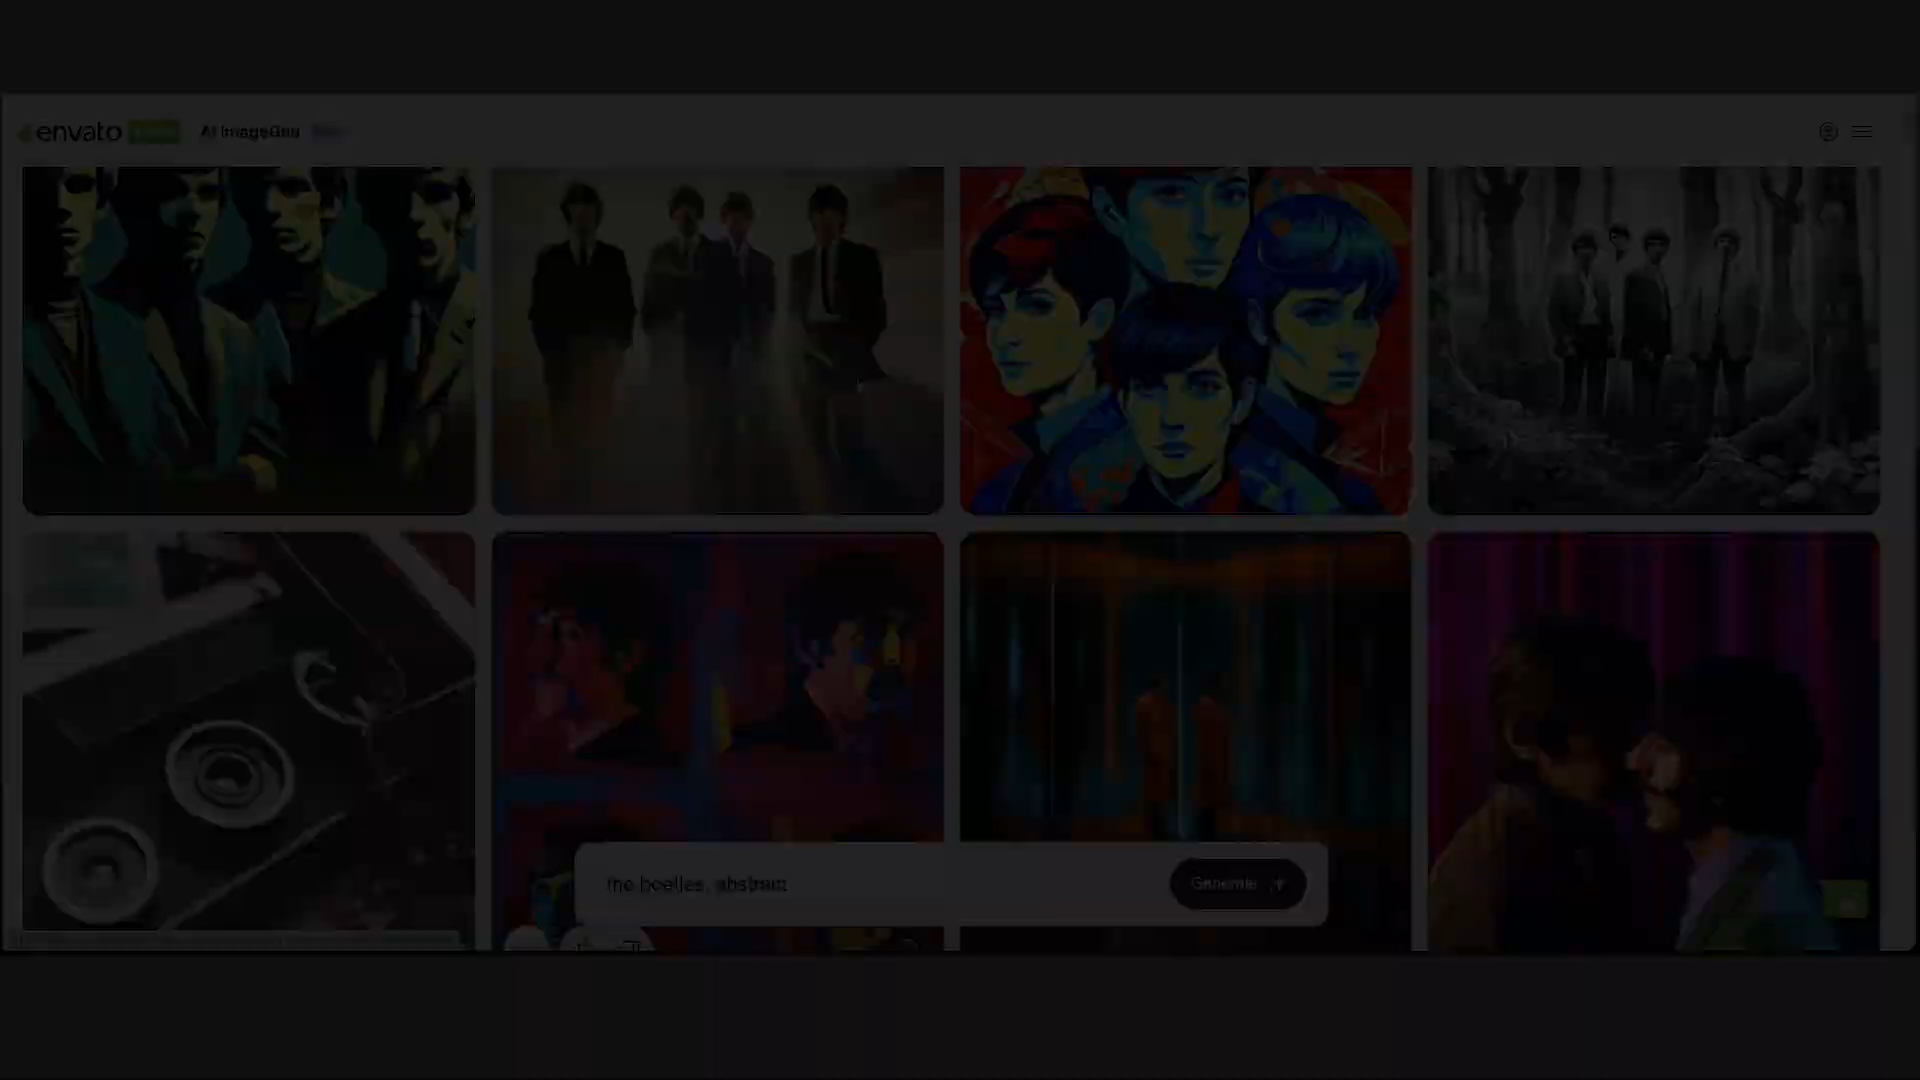 envato
AI ImageGen
the beatles, abstract
Generate